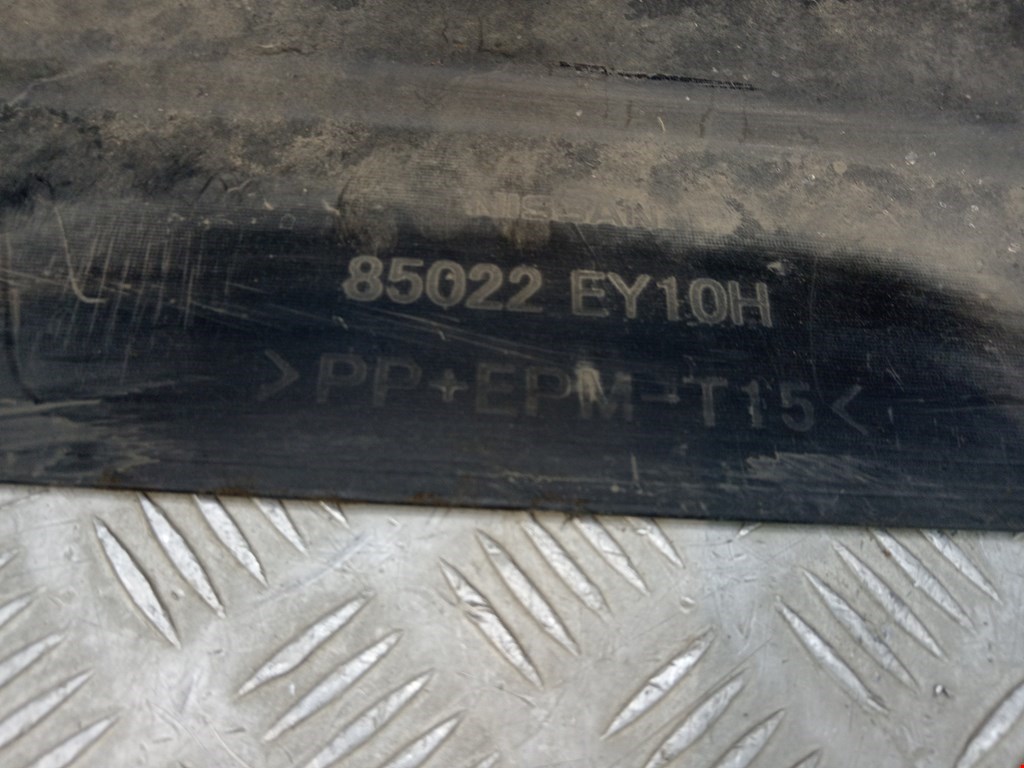 NISSAN
85022 EY10H
>PP+EPM-T15<